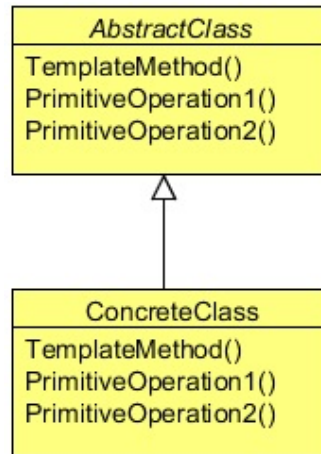 AbstractClass
TemplateMethod()
PrimitiveOperation1()
PrimitiveOperation2()
ConcreteClass
TemplateMethod()
PrimitiveOperation1()
PrimitiveOperation2()